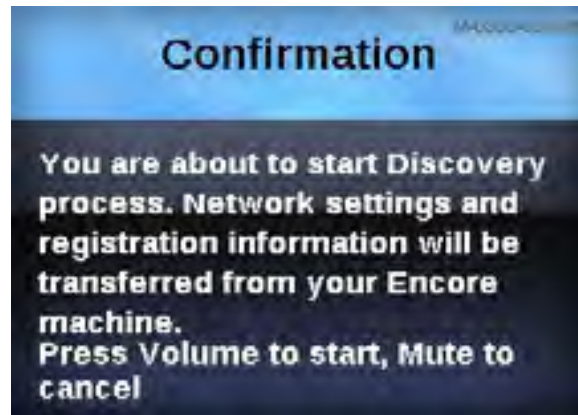 Confirmation
You are about to start Discovery
process. Network settings and
registration information will be
transferred from your Encore
machine.
Press Volume to start, Mute to
cancel